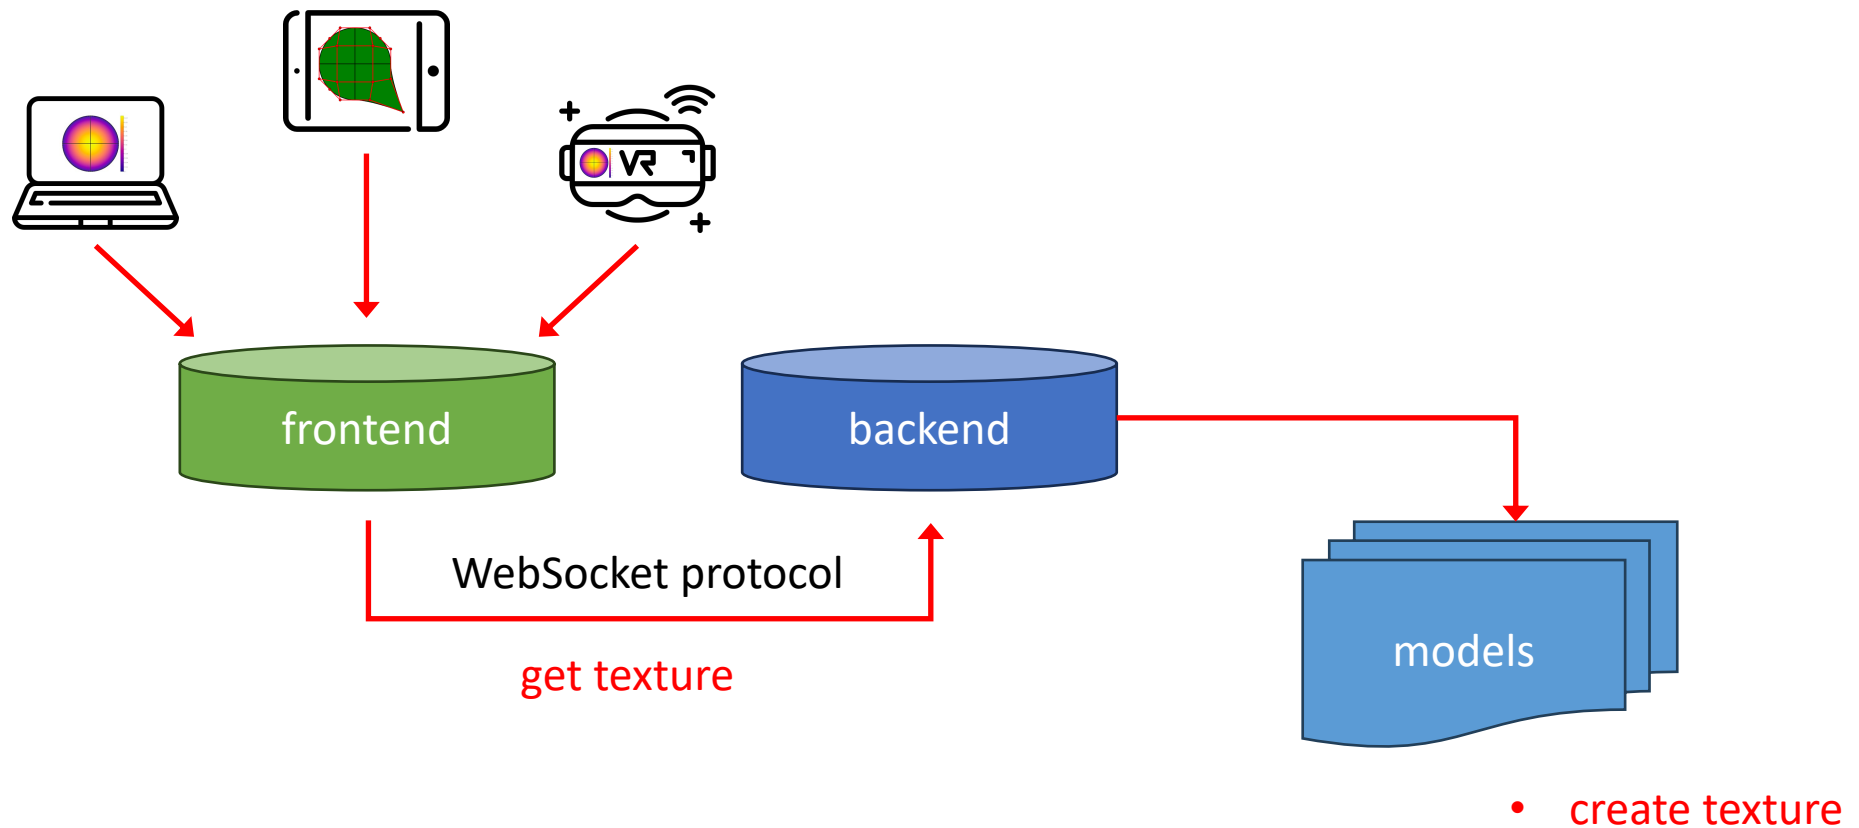 VR
frontend
backend
WebSocket protocol
get texture
models
• create texture